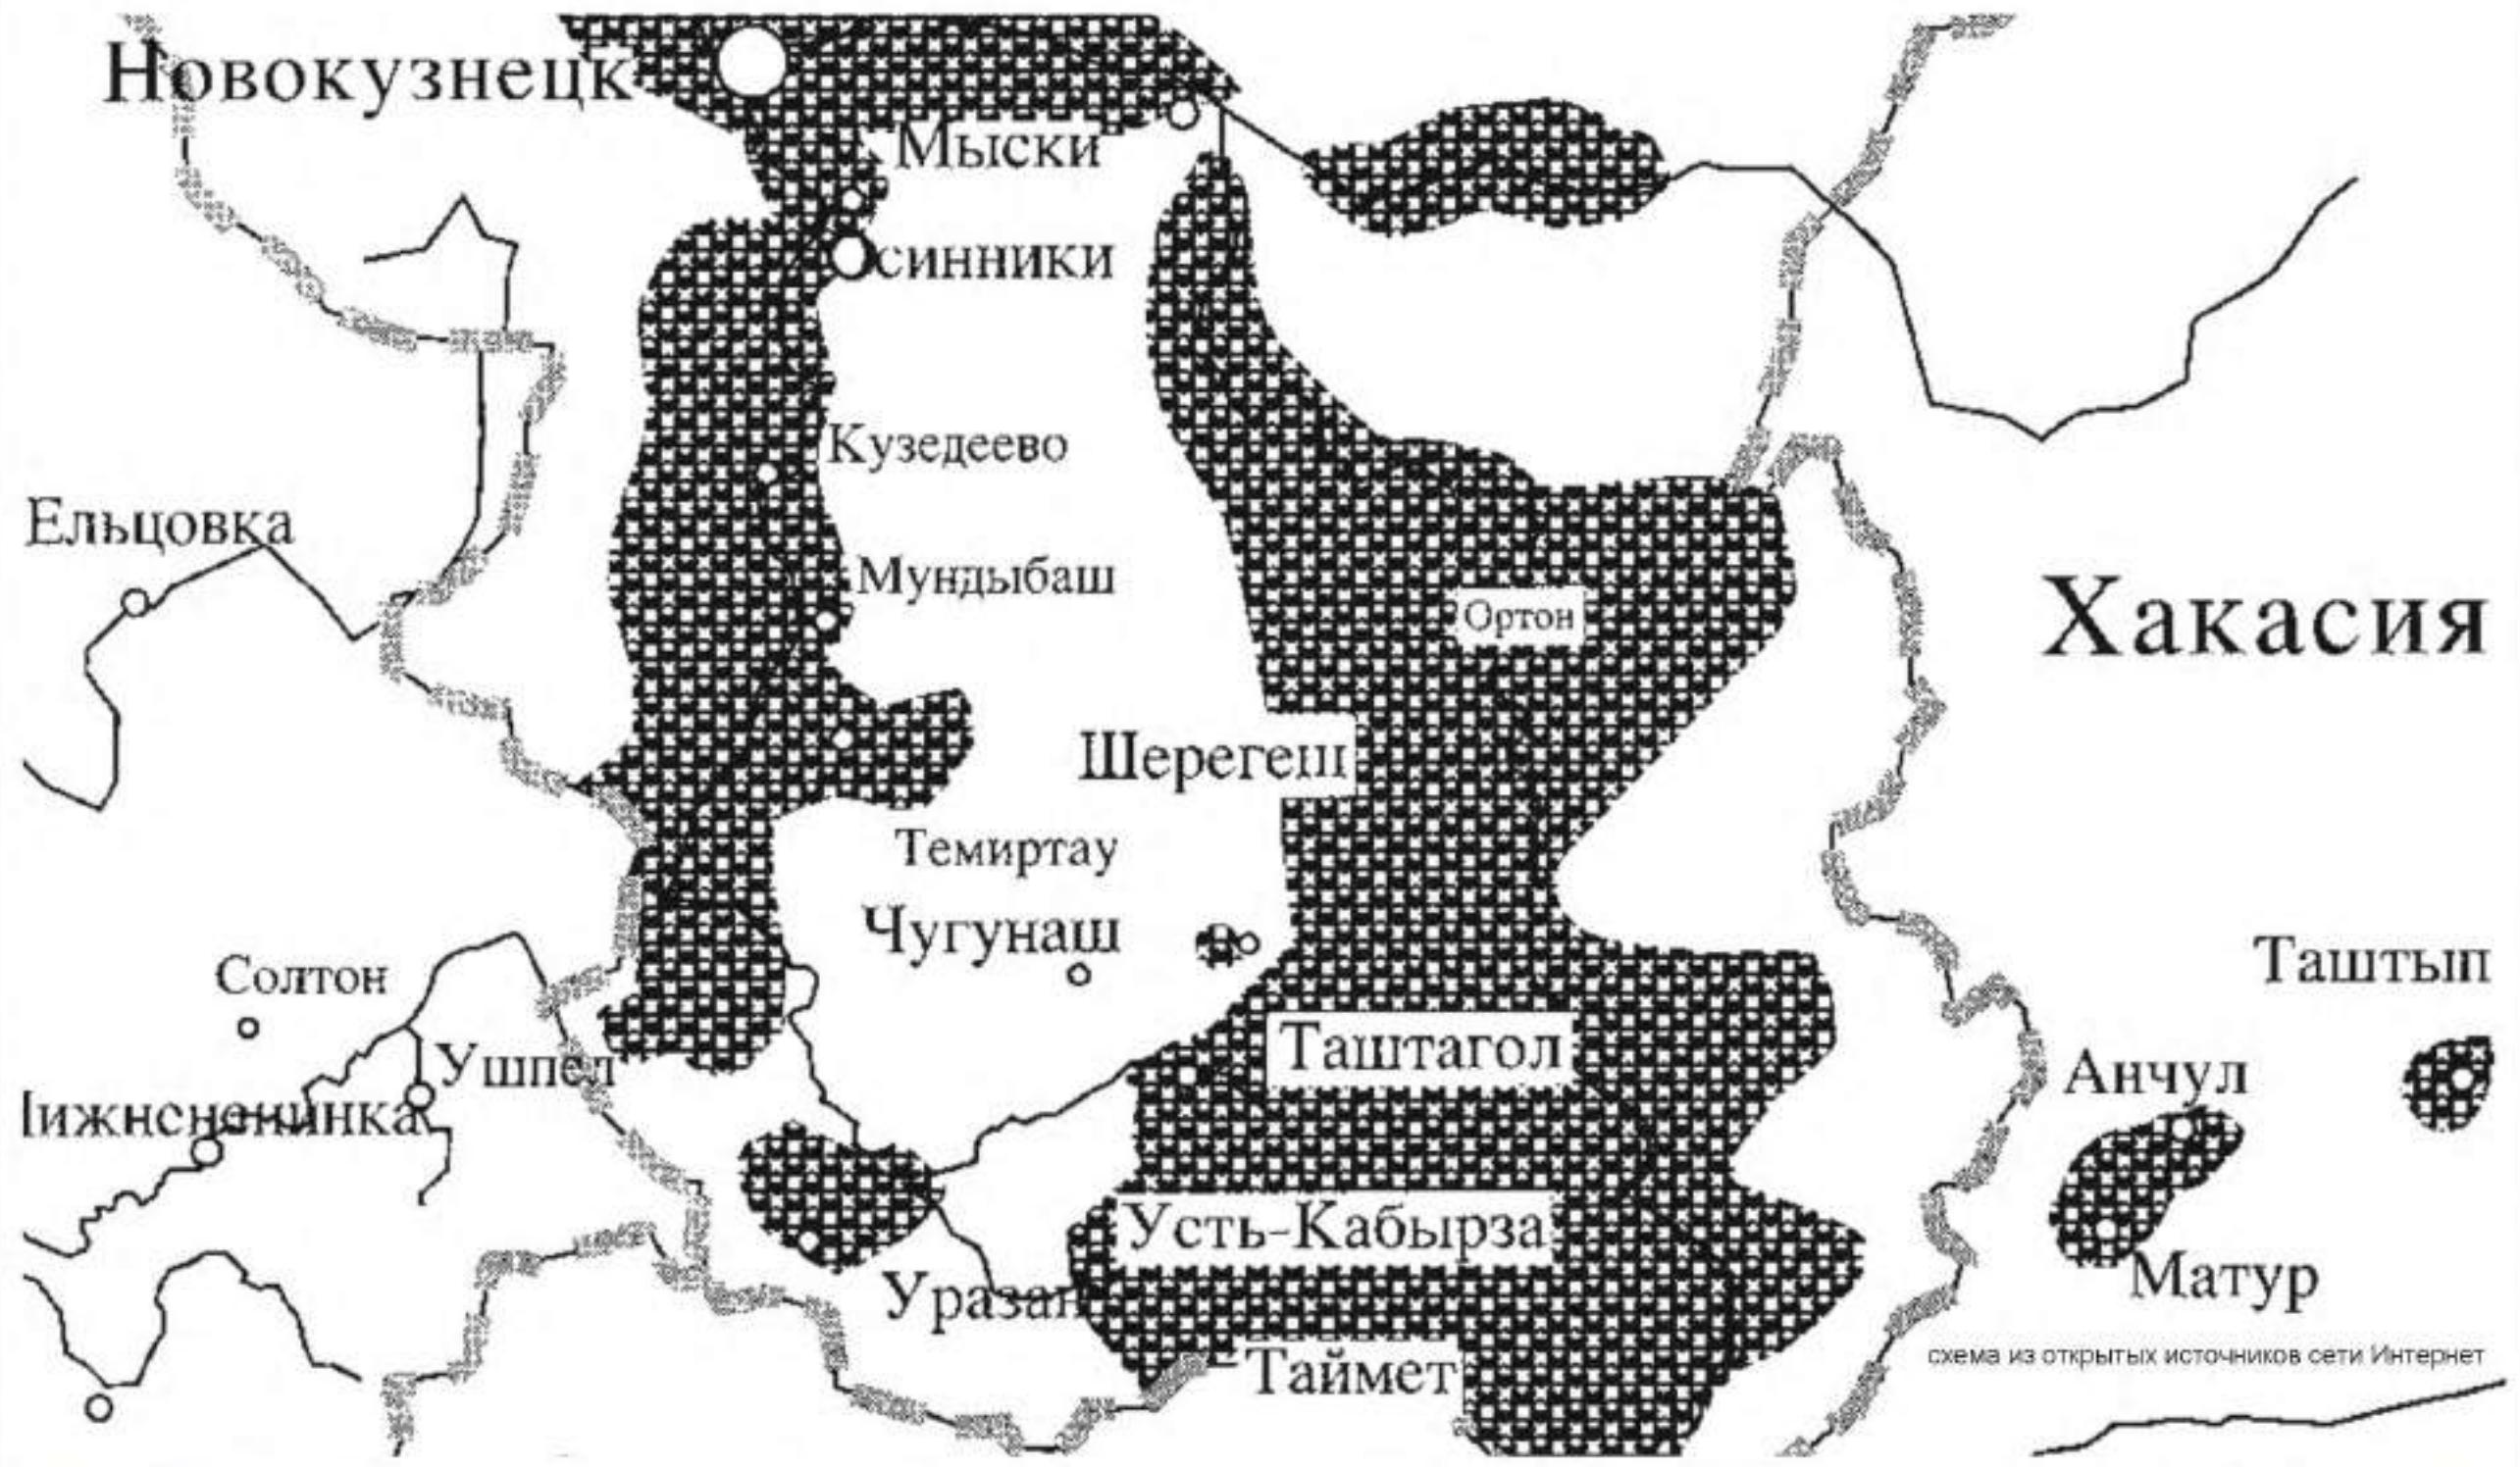 Новокузнецк
Мыски
синники
Кузедеево
Ельцовка
Мундыбаш
Ортон
Хакасия
Шерегеш
Темиртау
Чугунаш
Таштып
Солтон
Таштагол
Ушпел
Анчул
Усть-Кабырза
Уразан
Матур
Таймет
схема из открытых источников сети Интернет